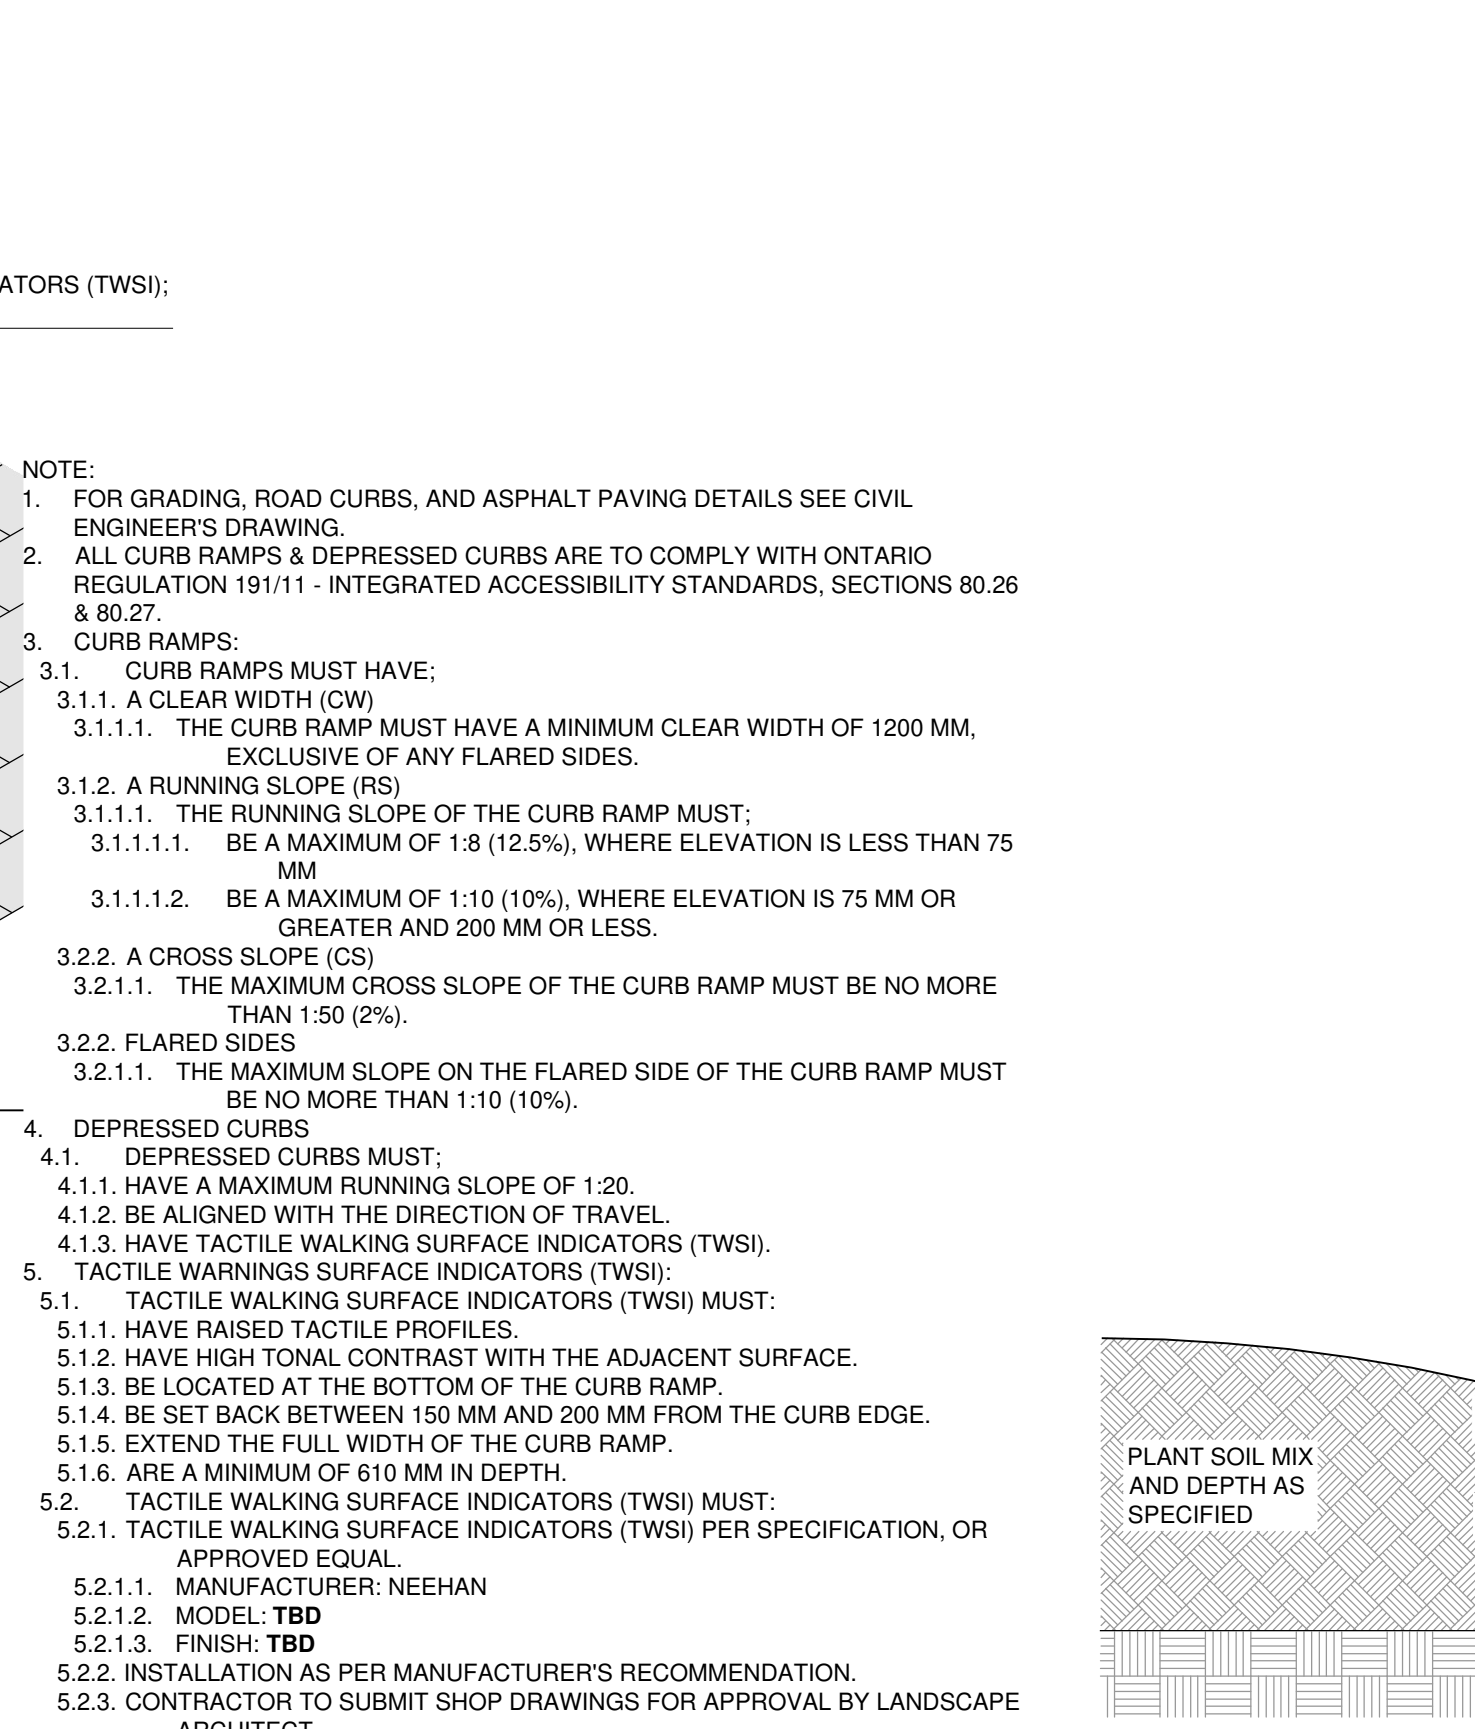 ATORS (TWSI);
NOTE:
1. FOR GRADING, ROAD CURBS, AND ASPHALT PAVING DETAILS SEE CIVIL
ENGINEER'S DRAWING.
2. ALL CURB RAMPS & DEPRESSED CURBS ARE TO COMPLY WITH ONTARIO
REGULATION 191/11 - INTEGRATED ACCESSIBILITY STANDARDS, SECTIONS 80.26
& 80.27.
3. CURB RAMPS:
3.1. CURB RAMPS MUST HAVE;
3.1.1. A CLEAR WIDTH (CW)
3.1.1.1. THE CURB RAMP MUST HAVE A MINIMUM CLEAR WIDTH OF 1200 MM,
EXCLUSIVE OF ANY FLARED SIDES.
3.1.2. A RUNNING SLOPE (RS)
3.1.1.1. THE RUNNING SLOPE OF THE CURB RAMP MUST;
3.1.1.1.1. BE A MAXIMUM OF 1:8 (12.5%), WHERE ELEVATION IS LESS THAN 75
MM
3.1.1.1.2. BE A MAXIMUM OF 1:10 (10%), WHERE ELEVATION IS 75 MM OR
GREATER AND 200 MM OR LESS.
3.2.2. A CROSS SLOPE (CS)
3.2.1.1. THE MAXIMUM CROSS SLOPE OF THE CURB RAMP MUST BE NO MORE
THAN 1:50 (2%).
3.2.2. FLARED SIDES
3.2.1.1. THE MAXIMUM SLOPE ON THE FLARED SIDE OF THE CURB RAMP MUST
BE NO MORE THAN 1:10 (10%).
4. DEPRESSED CURBS
4.1. DEPRESSED CURBS MUST;
4.1.1. HAVE A MAXIMUM RUNNING SLOPE OF 1:20.
4.1.2. BE ALIGNED WITH THE DIRECTION OF TRAVEL.
4.1.3. HAVE TACTILE WALKING SURFACE INDICATORS (TWSI).
5. TACTILE WARNINGS SURFACE INDICATORS (TWSI):
5.1. TACTILE WALKING SURFACE INDICATORS (TWSI) MUST:
5.1.1. HAVE RAISED TACTILE PROFILES.
5.1.2. HAVE HIGH TONAL CONTRAST WITH THE ADJACENT SURFACE.
5.1.3. BE LOCATED AT THE BOTTOM OF THE CURB RAMP.
5.1.4. BE SET BACK BETWEEN 150 MM AND 200 MM FROM THE CURB EDGE.
5.1.5. EXTEND THE FULL WIDTH OF THE CURB RAMP.
5.1.6. ARE A MINIMUM OF 610 MM IN DEPTH.
5.2. TACTILE WALKING SURFACE INDICATORS (TWSI) MUST:
5.2.1. TACTILE WALKING SURFACE INDICATORS (TWSI) PER SPECIFICATION, OR
APPROVED EQUAL.
5.2.1.1. MANUFACTURER: NEEHAN
5.2.1.2. MODEL: TBD
5.2.1.3. FINISH: TBD
5.2.2. INSTALLATION AS PER MANUFACTURER'S RECOMMENDATION.
5.2.3. CONTRACTOR TO SUBMIT SHOP DRAWINGS FOR APPROVAL BY LANDSCAPE
ARCHITECT
PLANT SOIL MIX
AND DEPTH AS
SPECIFIED